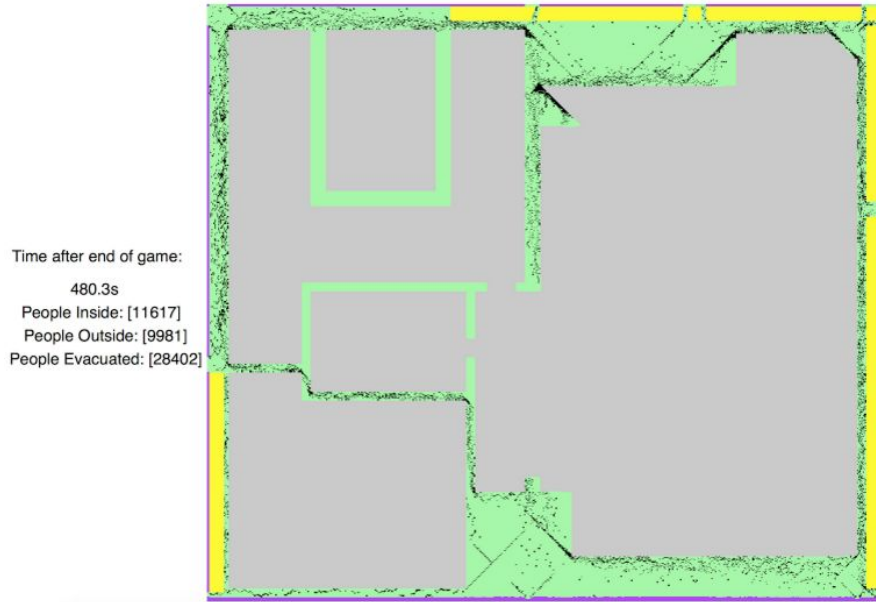 Time after end of game:
480.3s
People Inside: [11617]
People Outside: [9981]
People Evacuated: [28402]